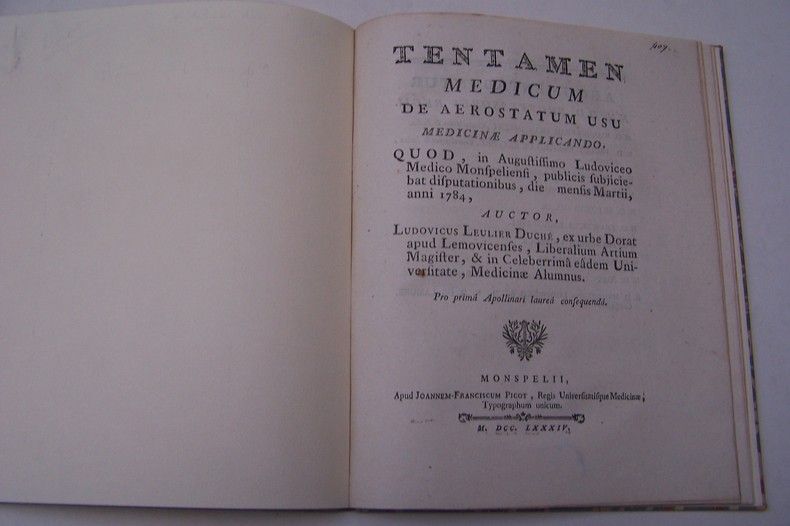 TENTAMEN
MEDICUM
DE AEROSTATUM USU
MEDICINÆ APPLICANDO,
QUOD, in Auguſtiſſimo Ludoviceo
Medico Monſpelienſi, publicis ſubjicie-
bat diſputationibus, die menſis Martii,
anni 1784,
AUCTOR,
LUDOVICUS LEULIER DUCHÉ, ex urbe Dorat
apud Lemovicenſes, Liberalium Artium
Magiſter, & in Celeberrimâ eâdem Uni-
verſitate, Medicinæ Alumnus.
Pro primâ Apollinari laureâ conſequendâ.
MONSPELII,
Apud JOANNEM-FRANCISCUM PICOT, Regis Univerſitatiſque Medicinæ,
Typographum unicum.
M. DCC. LXXXIV.